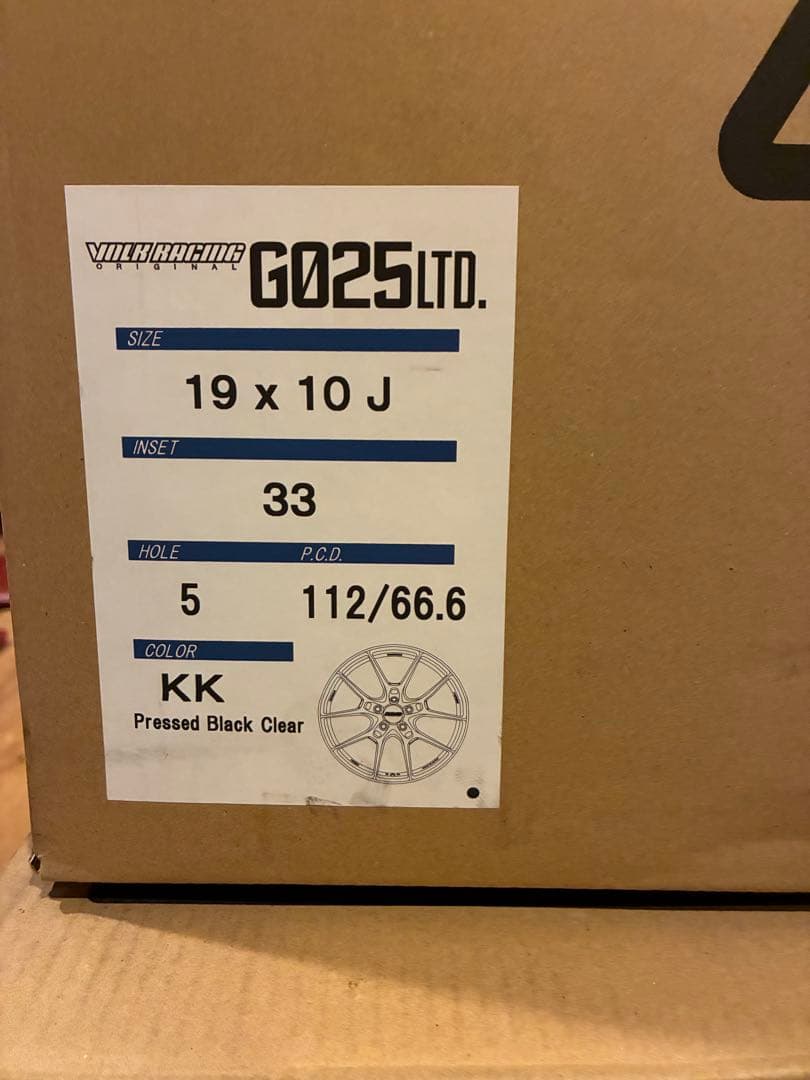 VOLK RACING G025LTD.
ORIGINAL
SIZE
19 x 10 J
INSET
33
HOLE P.C.D.
5 112/66.6
COLOR
KK
Pressed Black Clear